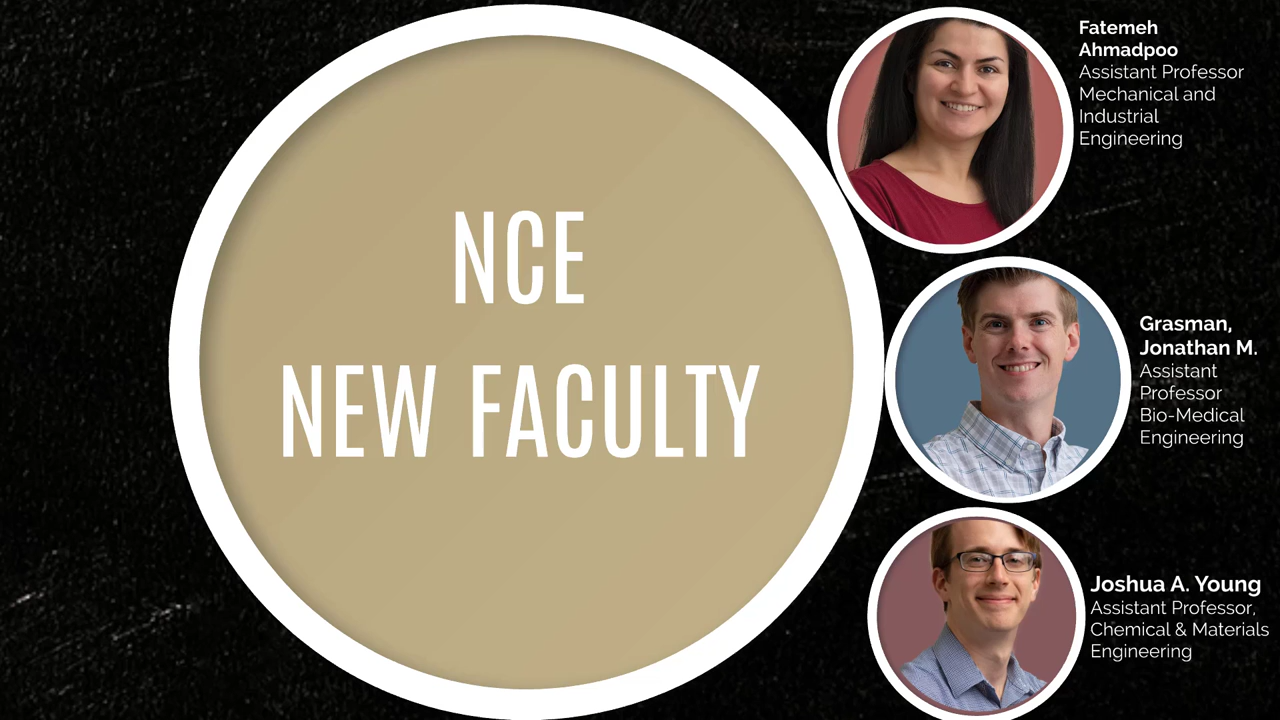 NCE
NEW FACULTY
Fatemeh
Ahmadpoo
Assistant Professor
Mechanical and
Industrial
Engineering
Grasman,
Jonathan M.
Assistant
Professor
Bio-Medical
Engineering
Joshua A. Young
Assistant Professor,
Chemical & Materials
Engineering